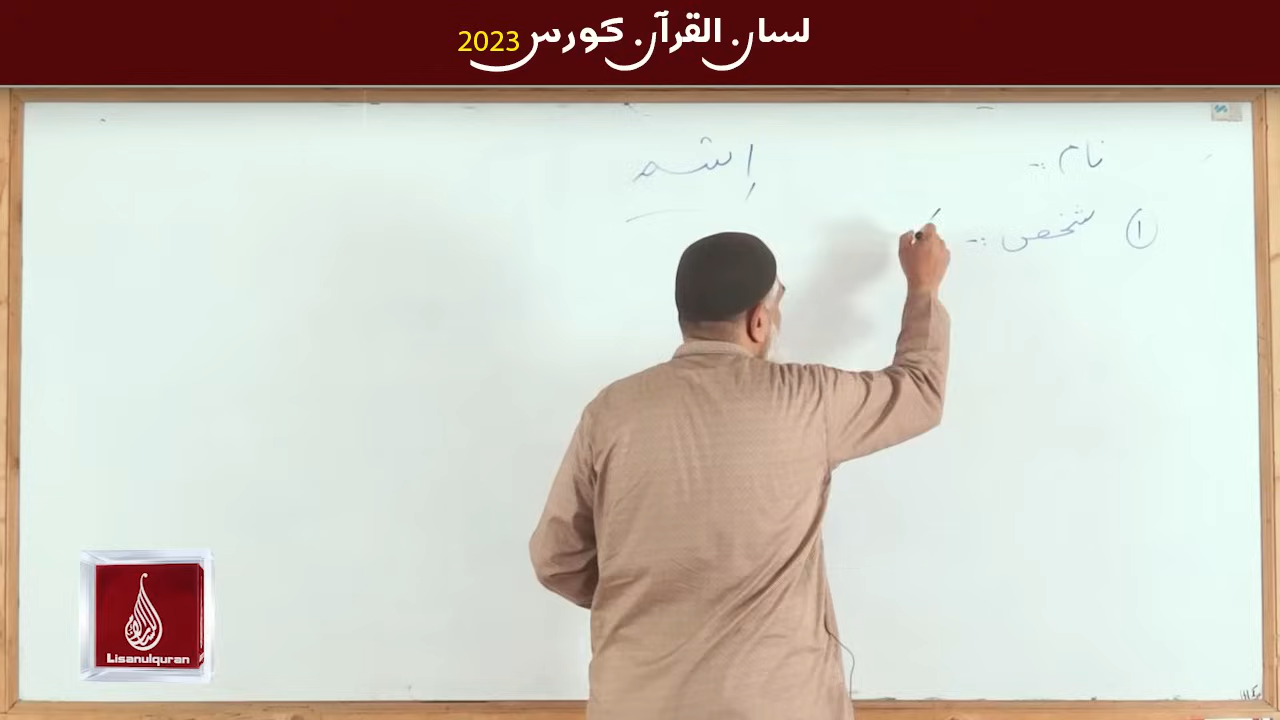 لسان القرآن کورس 2023
اِسْم
نام :-
① شخص :-
Lisanulquran